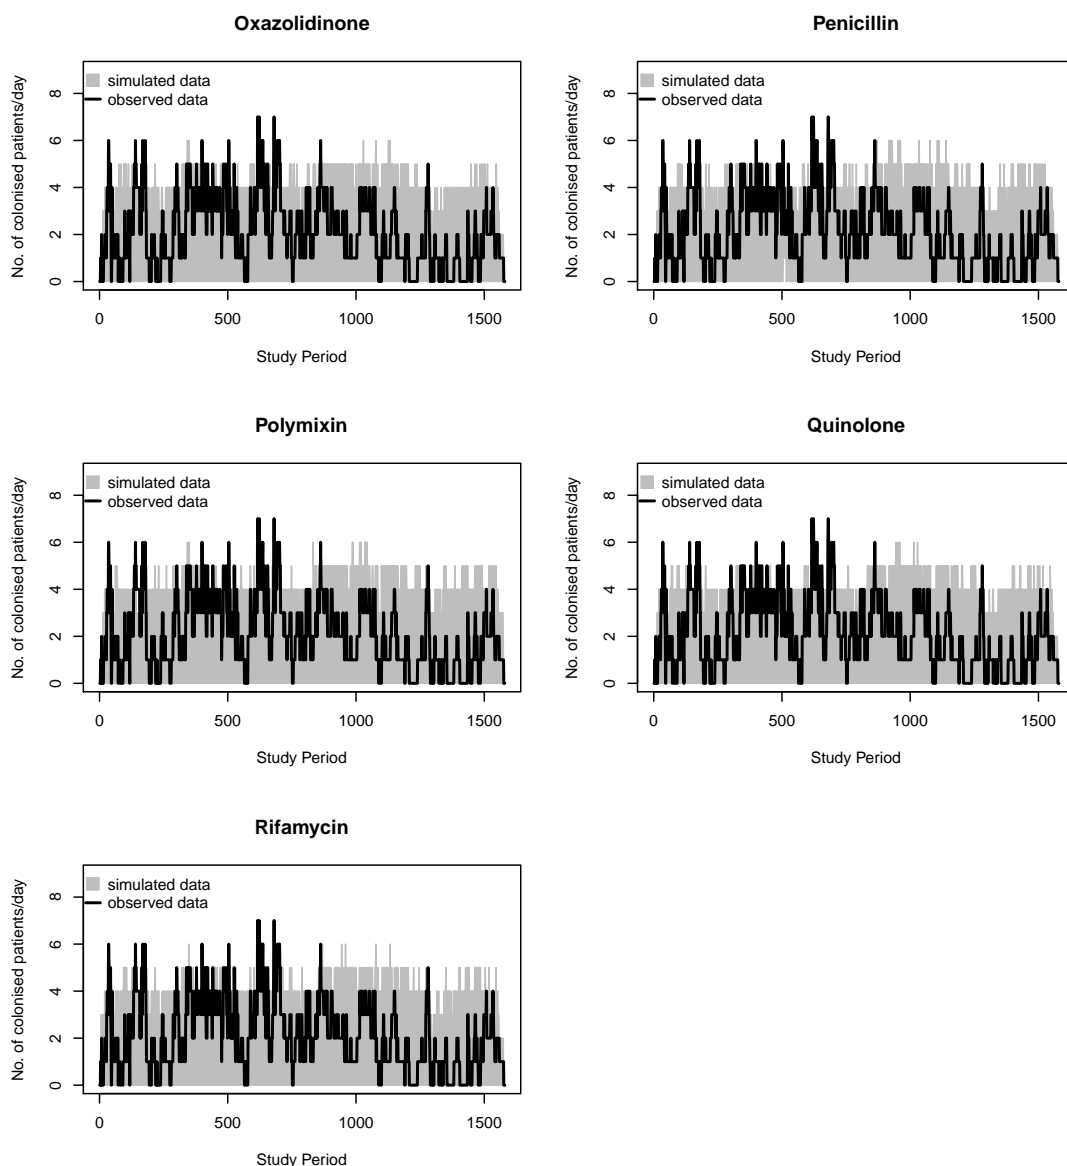 Oxazolidinone
No. of colonised patients/day
8
6
4
2
0
simulated data
observed data
0 500 1000 1500
Study Period
Penicillin
No. of colonised patients/day
8
6
4
2
0
simulated data
observed data
0 500 1000 1500
Study Period
Polymixin
No. of colonised patients/day
8
6
4
2
0
simulated data
observed data
0 500 1000 1500
Study Period
Quinolone
No. of colonised patients/day
8
6
4
2
0
simulated data
observed data
0 500 1000 1500
Study Period
Rifamycin
No. of colonised patients/day
8
6
4
2
0
simulated data
observed data
0 500 1000 1500
Study Period